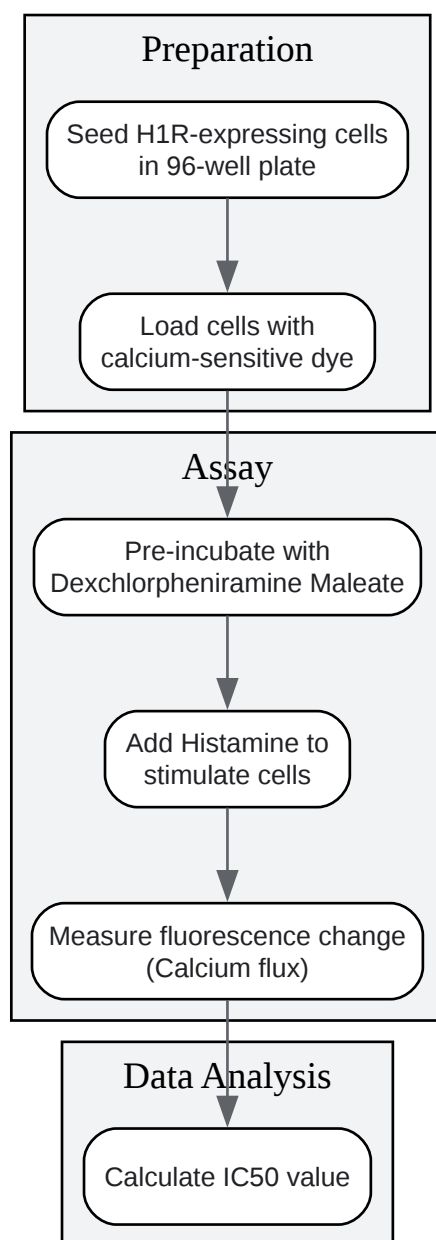 Preparation
Seed H1R-expressing cells
in 96-well plate
Load cells with
calcium-sensitive dye
Assay
Pre-incubate with
Dexchlorpheniramine Maleate
Add Histamine to
stimulate cells
Measure fluorescence change
(Calcium flux)
Data Analysis
Calculate IC50 value